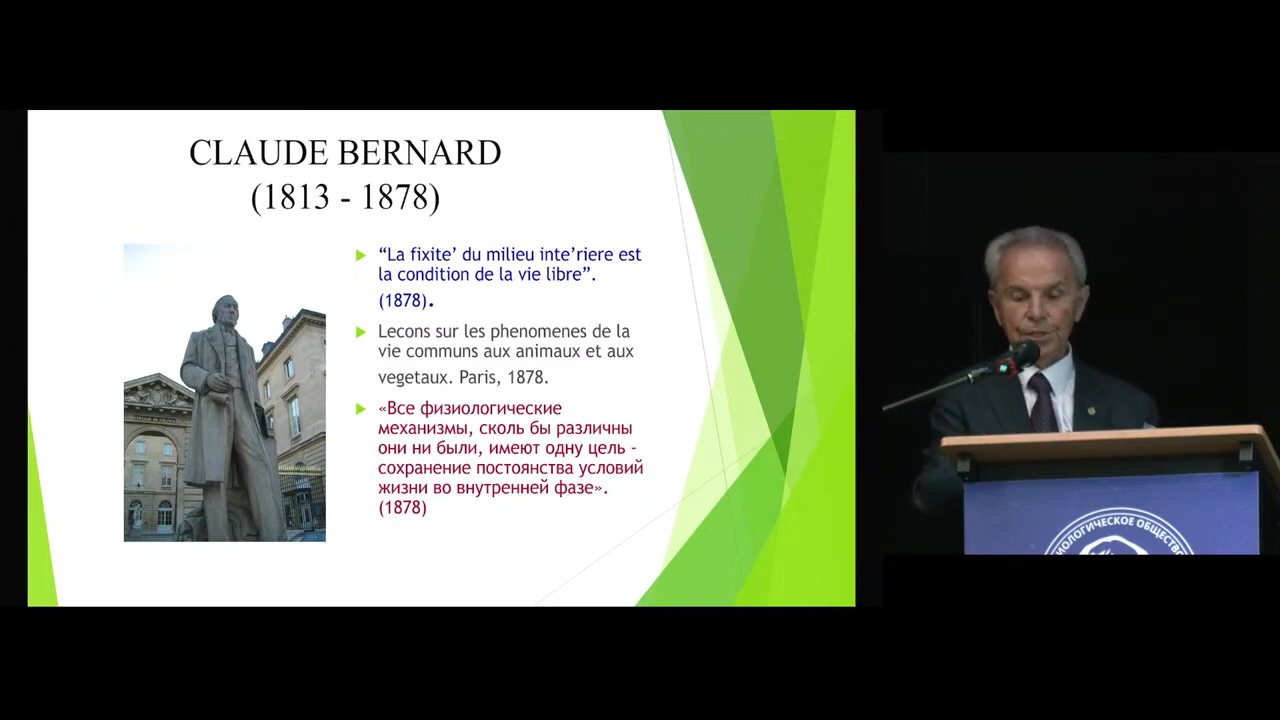 CLAUDE BERNARD
(1813 - 1878)
“La fixite’ du milieu inte’riere est
la condition de la vie libre”.
(1878).
Lecons sur les phenomenes de la
vie communs aux animaux et aux
vegetaux. Paris, 1878.
«Все физиологические
механизмы, сколь бы различны
они ни были, имеют одну цель -
сохранение постоянства условий
жизни во внутренней фазе».
(1878)
ОБЩЕСТВО